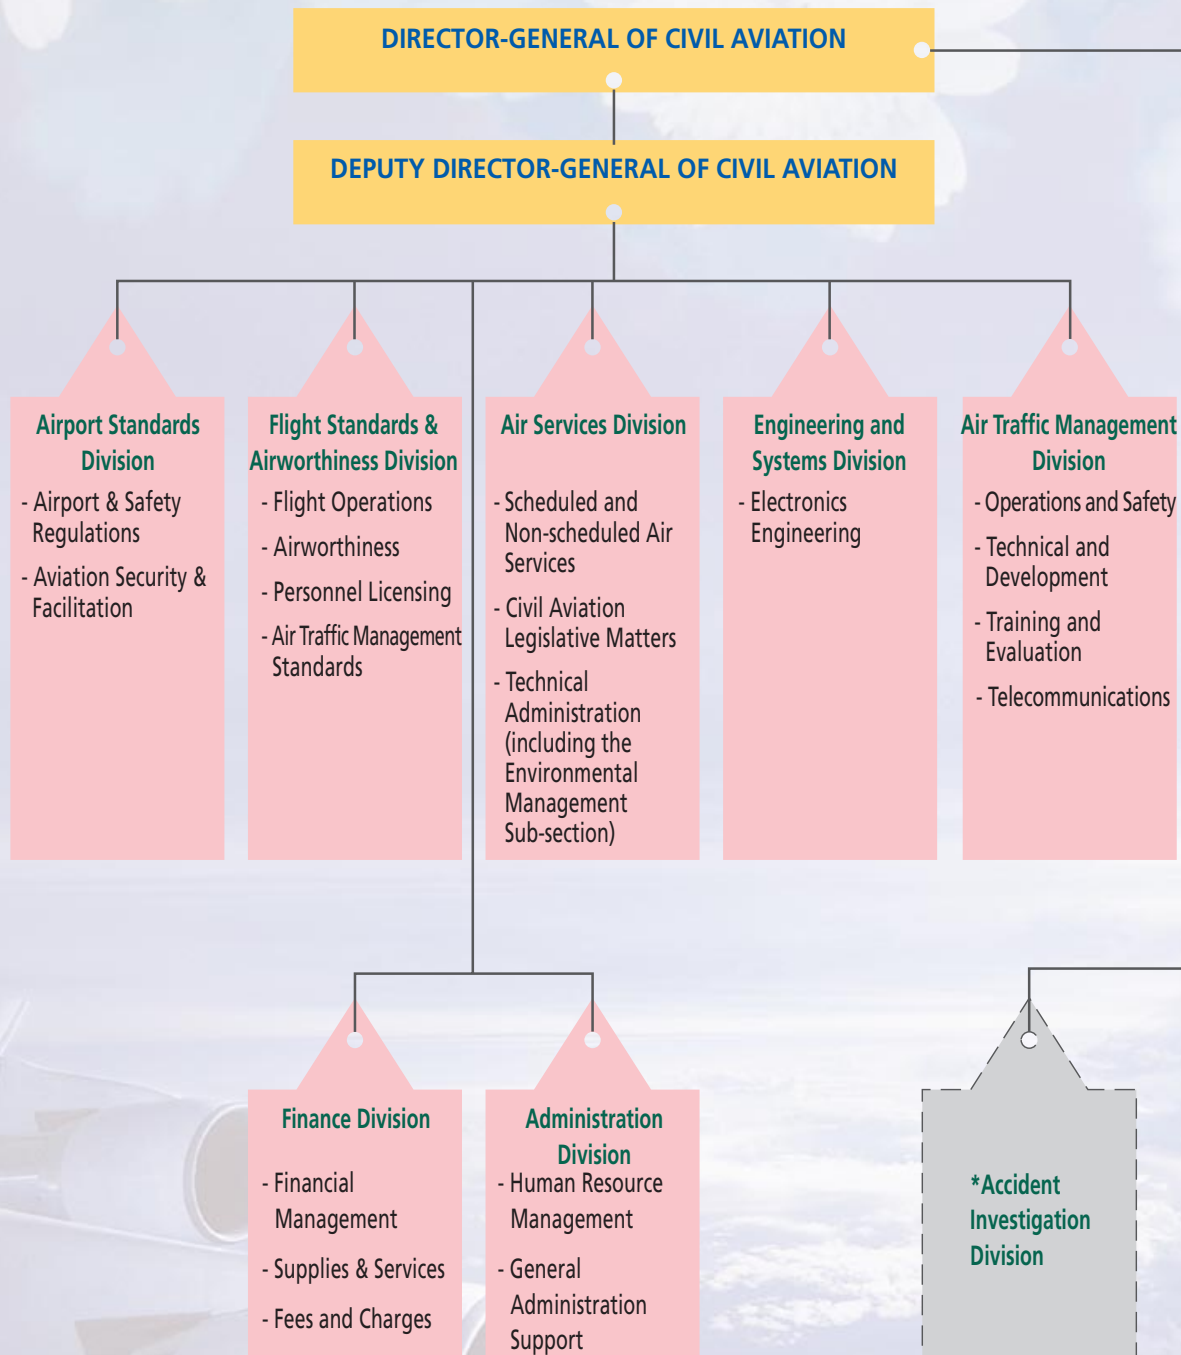 DIRECTOR-GENERAL OF CIVIL AVIATION
DEPUTY DIRECTOR-GENERAL OF CIVIL AVIATION
Airport Standards
Division
- Airport & Safety
Regulations
- Aviation Security &
Facilitation
Flight Standards &
Airworthiness Division
- Flight Operations
- Airworthiness
- Personnel Licensing
- Air Traffic Management
Standards
Air Services Division
- Scheduled and
Non-scheduled Air
Services
- Civil Aviation
Legislative Matters
- Technical
Administration
(including the
Environmental
Management
Sub-section)
Engineering and
Systems Division
- Electronics
Engineering
Air Traffic Management
Division
- Operations and Safety
- Technical and
Development
- Training and
Evaluation
- Telecommunications
Finance Division
- Financial
Management
- Supplies & Services
- Fees and Charges
Administration
Division
- Human Resource
Management
- General
Administration
Support
*Accident
Investigation
Division